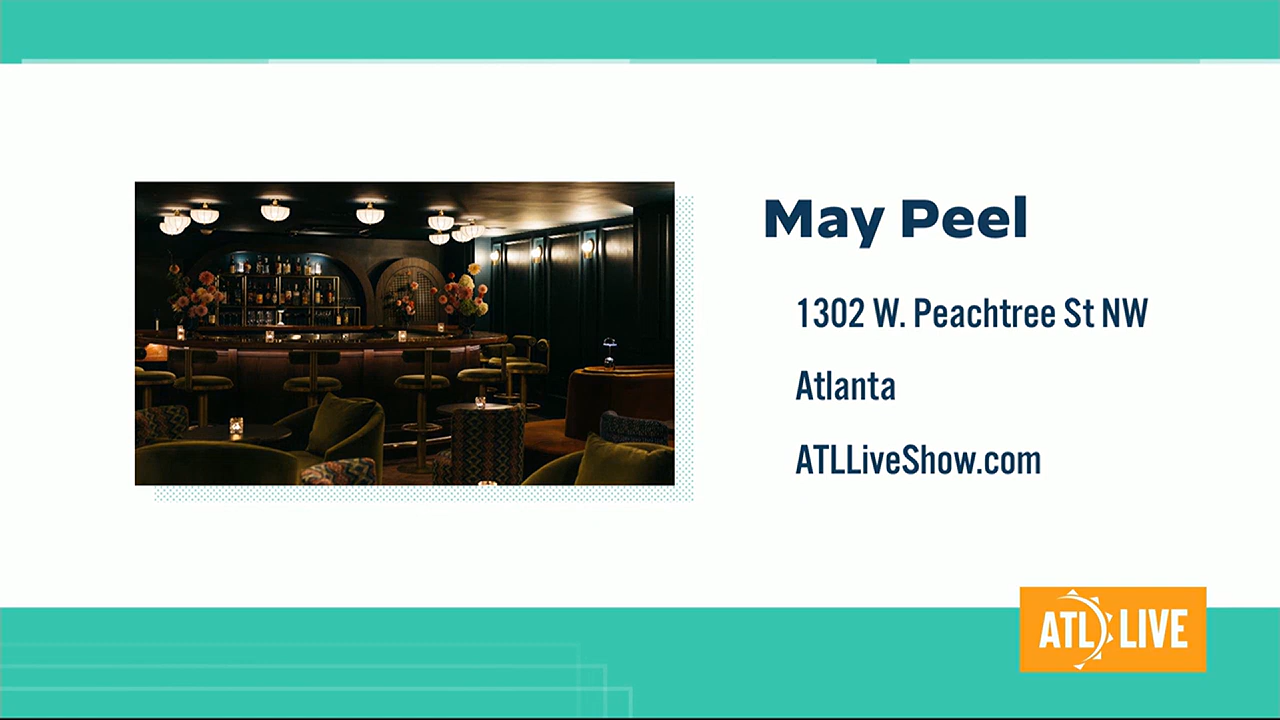 May Peel
1302 W. Peachtree St NW
Atlanta
ATLLiveShow.com
ATL LIVE